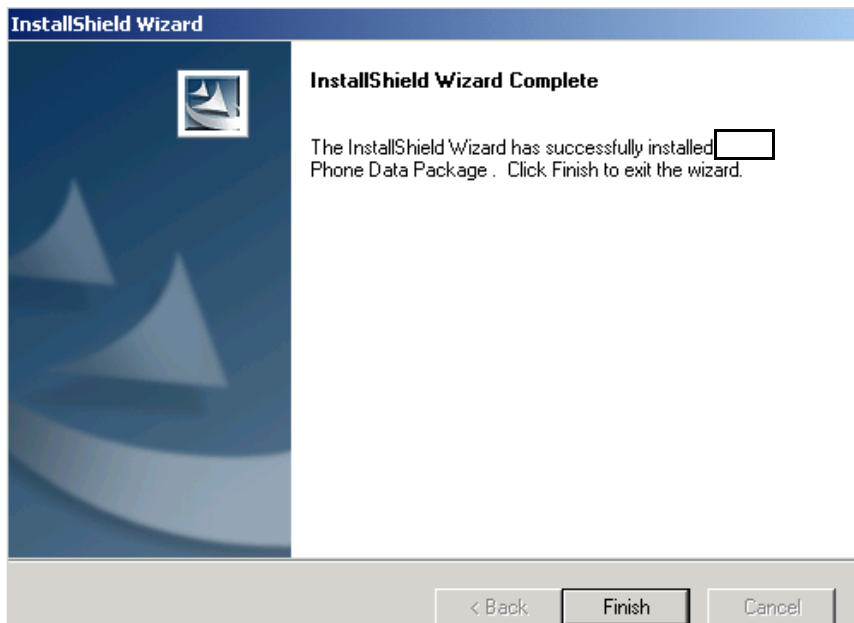 InstallShield Wizard
InstallShield Wizard Complete
The InstallShield Wizard has successfully installed
Phone Data Package .  Click Finish to exit the wizard.
< Back
Finish
Cancel